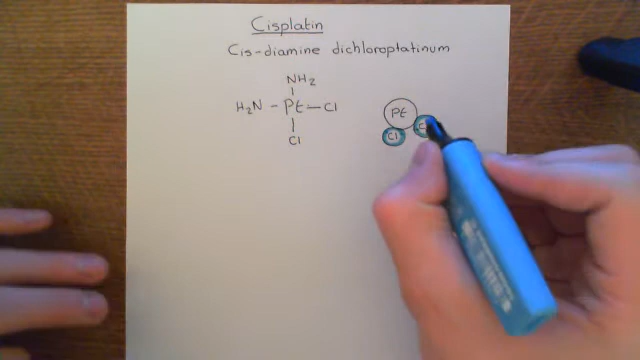 Cisplatin
Cis-diamine dichloroplatinum
NH₂
H₂N - Pt - Cl
Cl
Pt
Cl